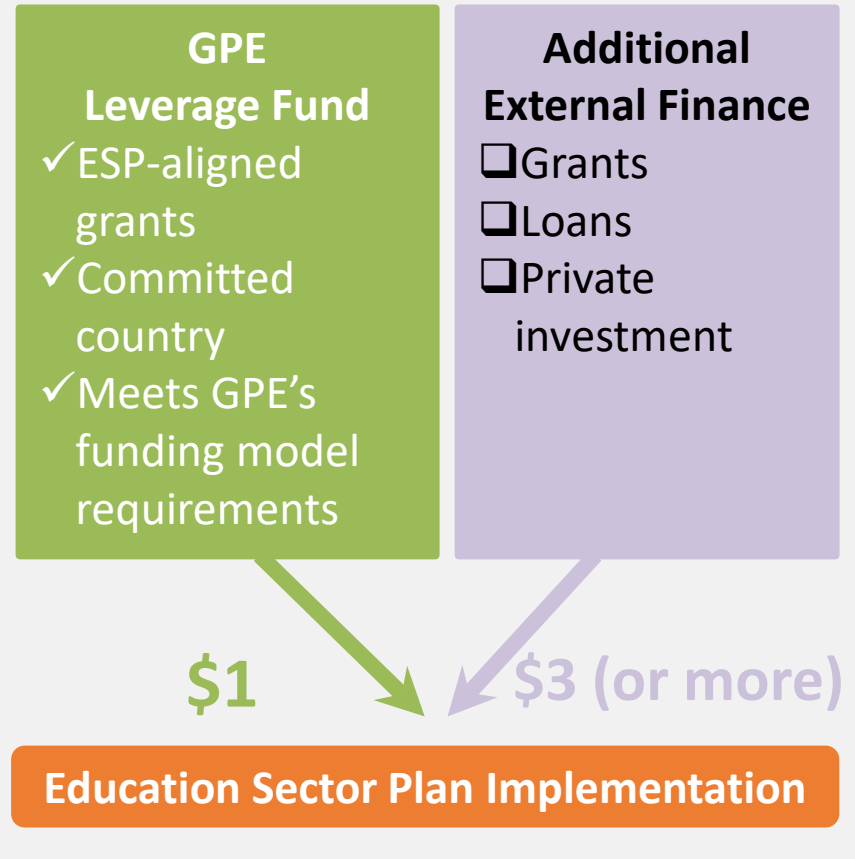 GPE
Leverage Fund
✓ESP-aligned
grants
✓Committed
country
✓Meets GPE’s
funding model
requirements
Additional
External Finance
❑Grants
❑Loans
❑Private
investment
$1
$3 (or more)
Education Sector Plan Implementation